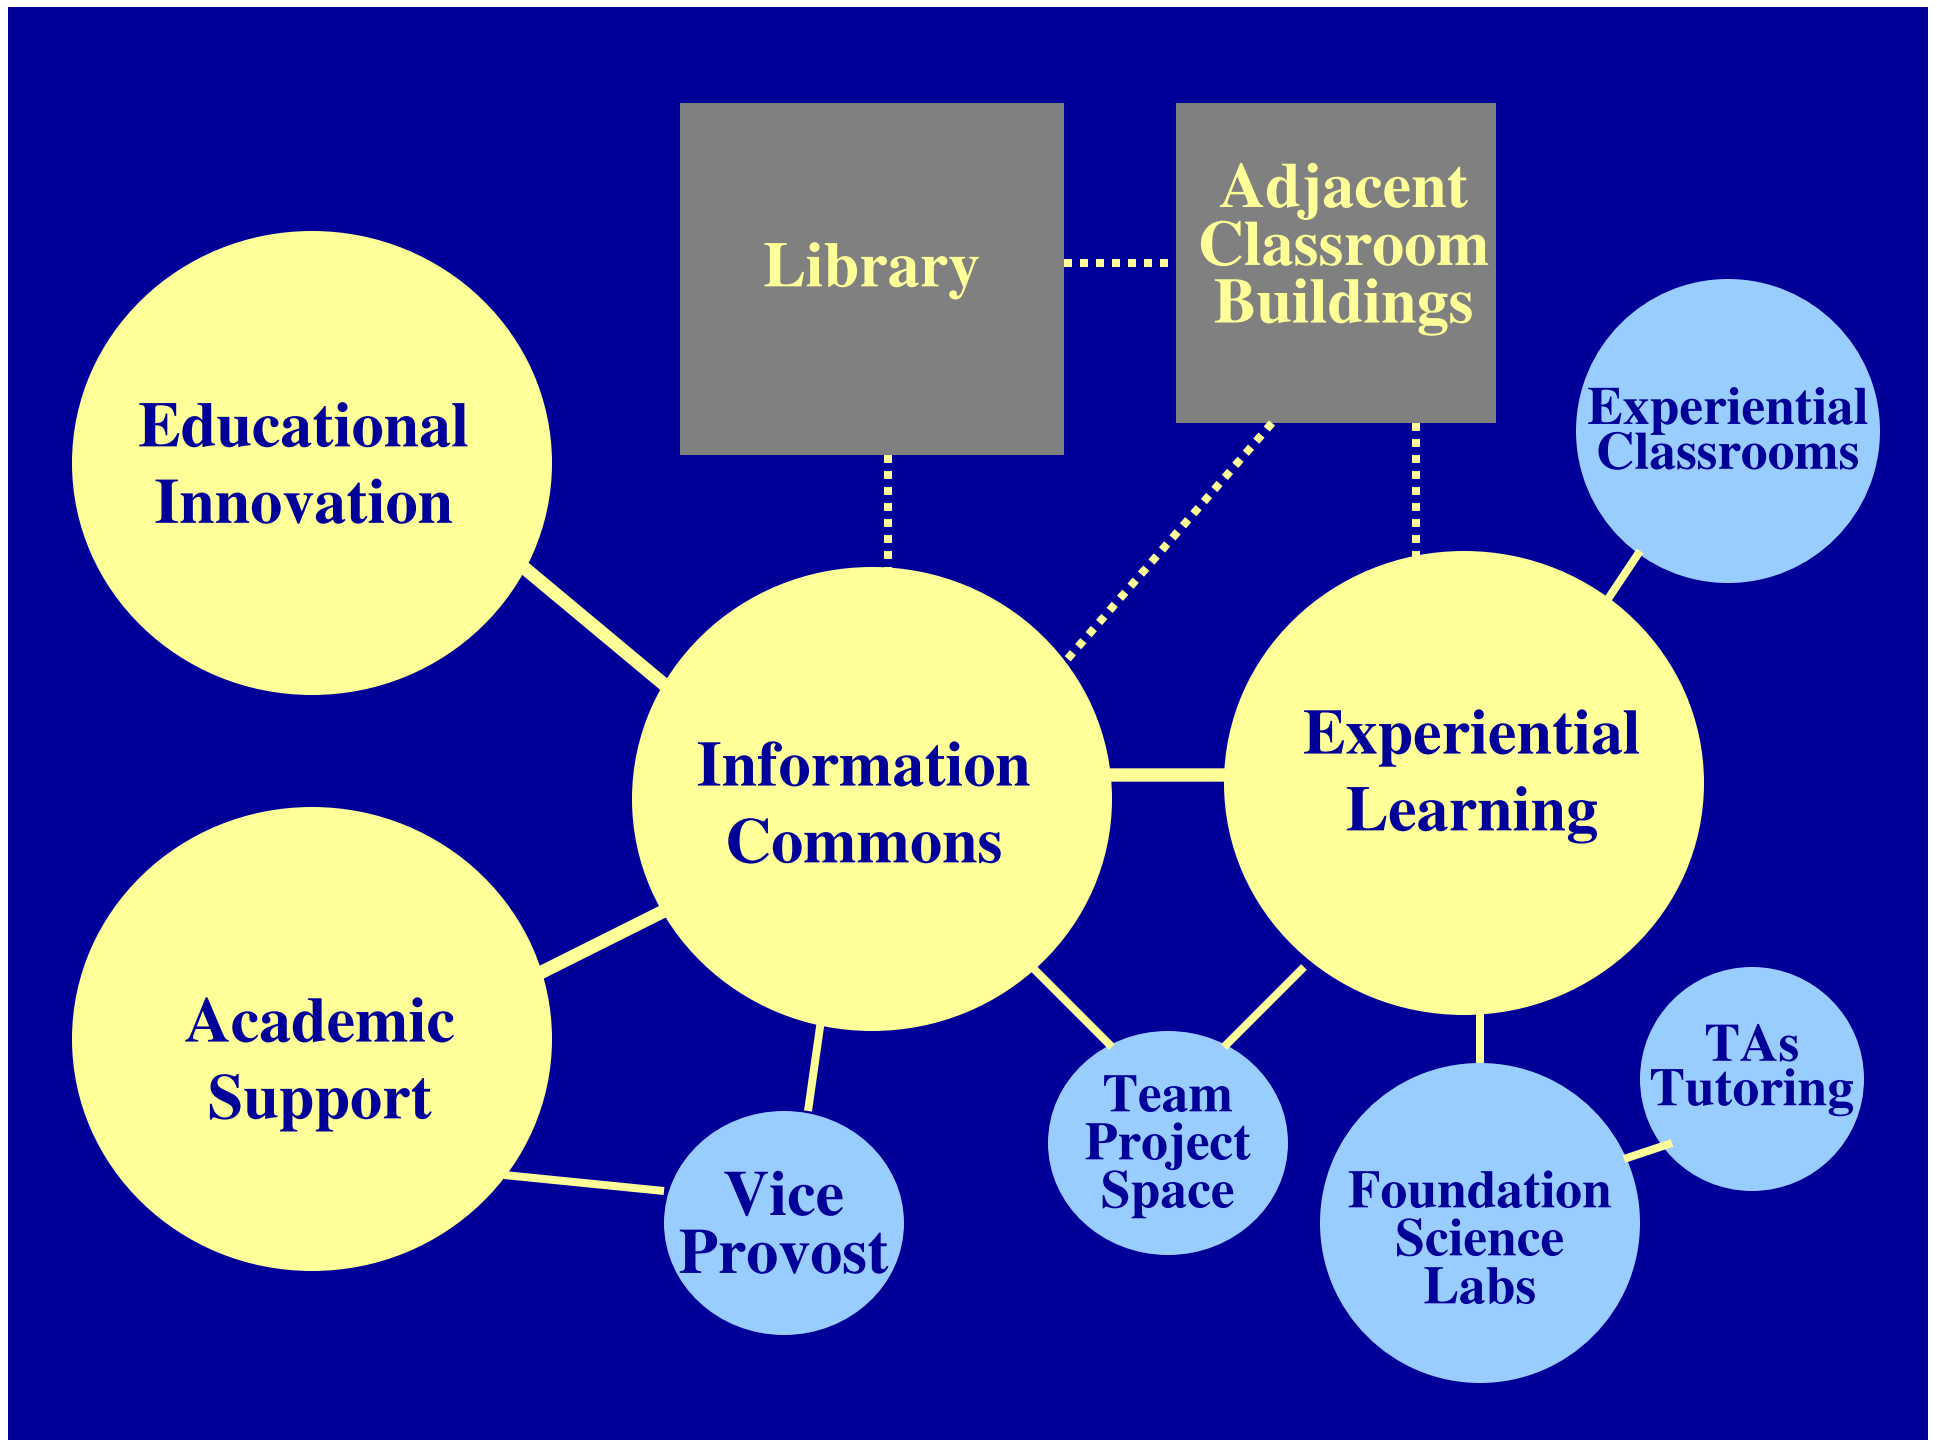 Library
Adjacent
Classroom
Buildings
Educational
Innovation
Experiential
Classrooms
Information
Commons
Experiential
Learning
Academic
Support
Vice
Provost
Team
Project
Space
Foundation
Science
Labs
TAs
Tutoring